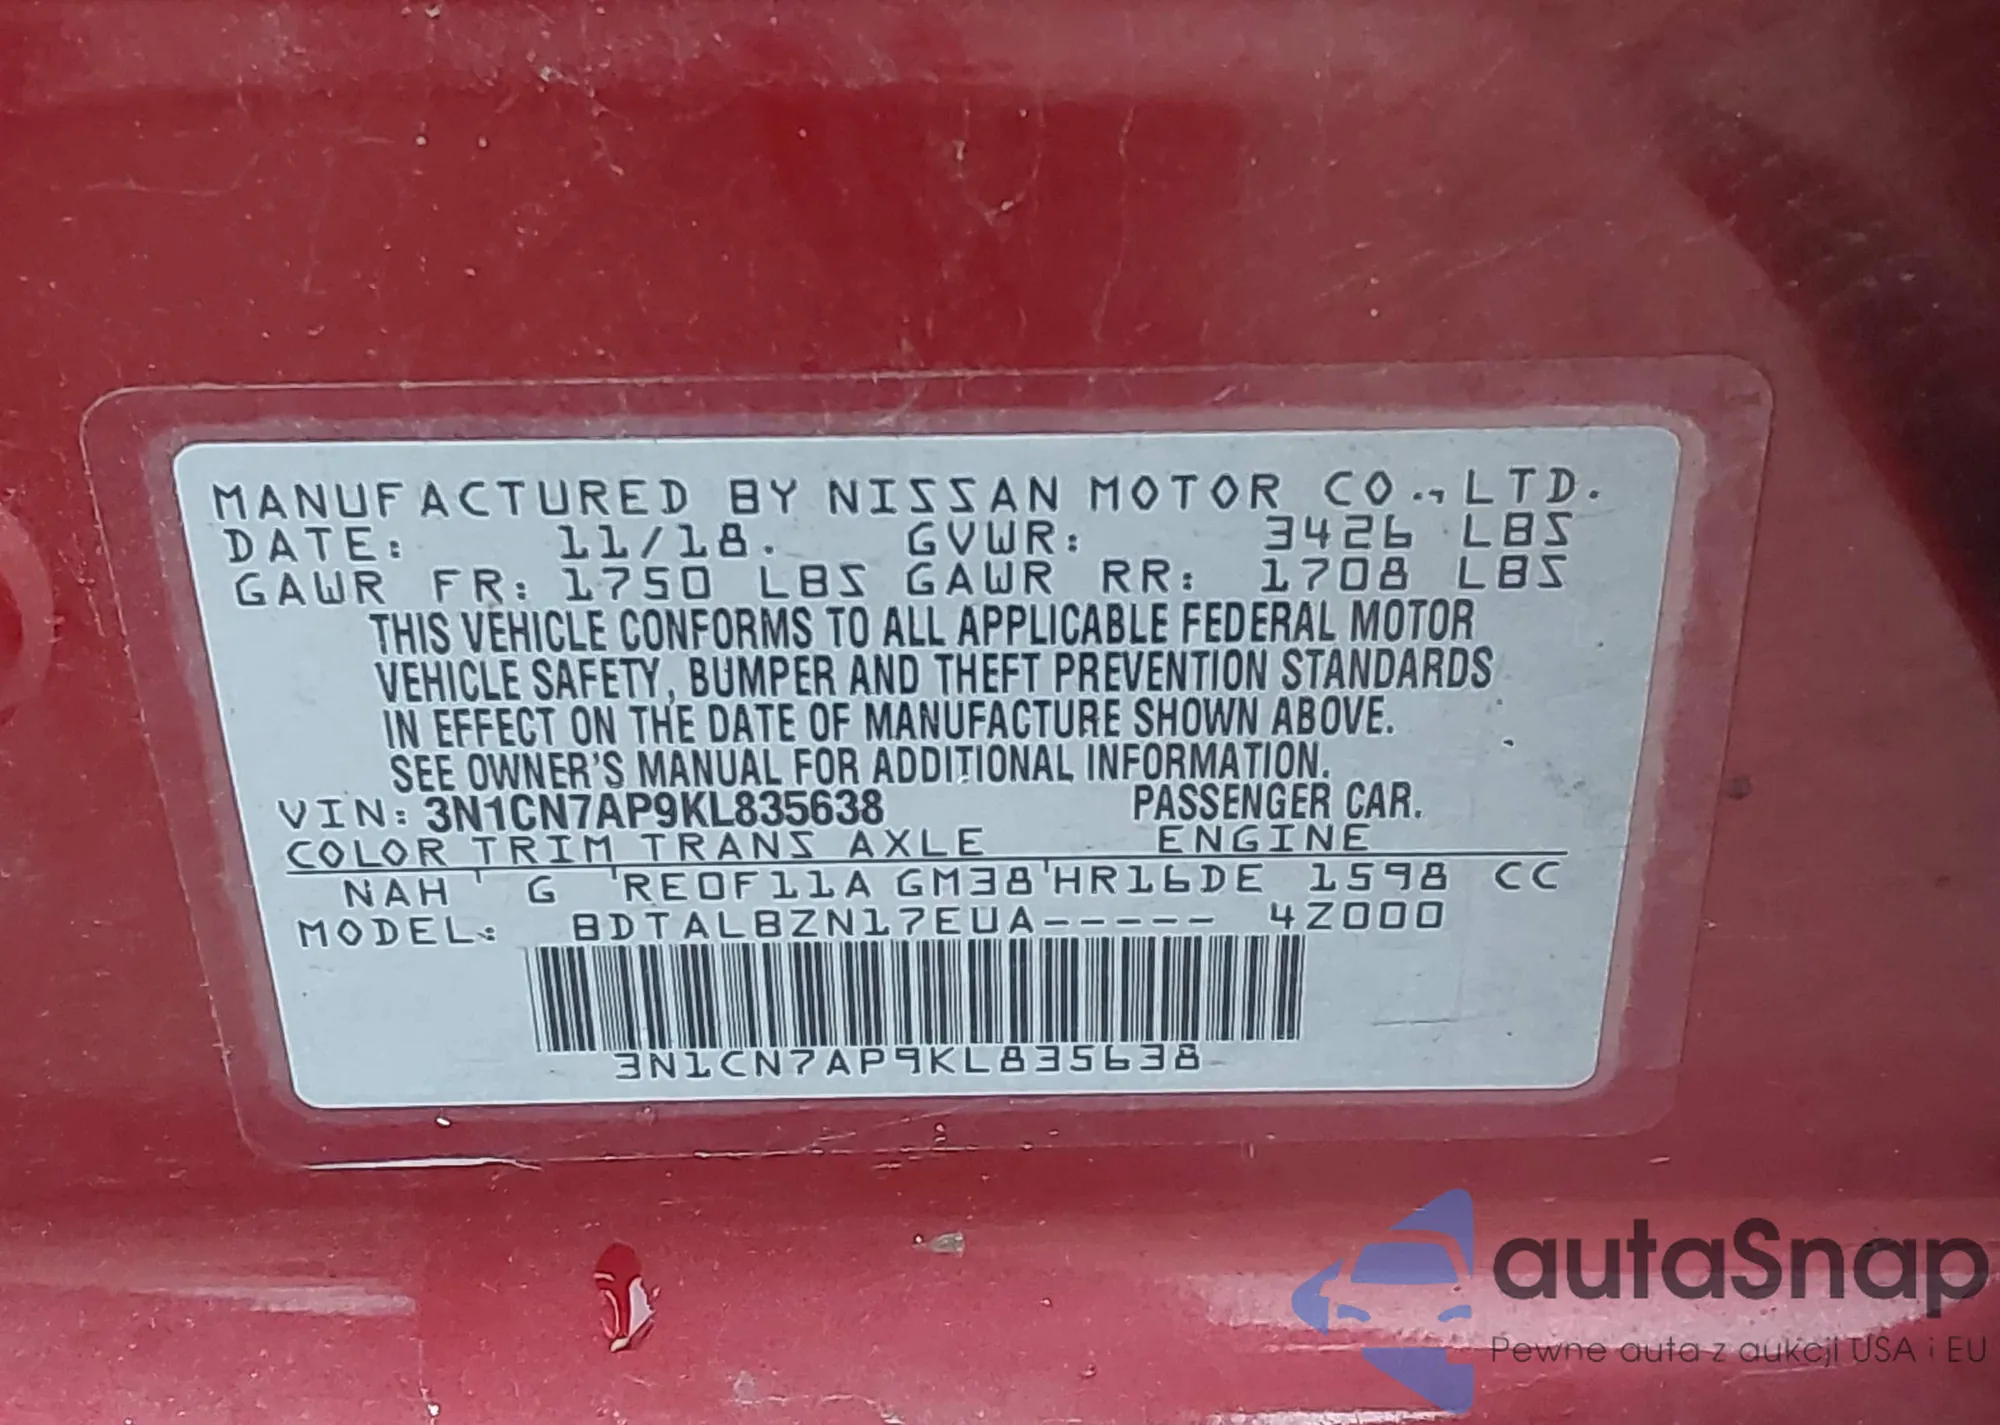 MANUFACTURED BY NISSAN MOTOR CO., LTD.
DATE: 11/18. GVWR: 3426 LBS
GAWR FR: 1750 LBS GAWR RR: 1708 LBS
THIS VEHICLE CONFORMS TO ALL APPLICABLE FEDERAL MOTOR
VEHICLE SAFETY, BUMPER AND THEFT PREVENTION STANDARDS
IN EFFECT ON THE DATE OF MANUFACTURE SHOWN ABOVE.
SEE OWNER'S MANUAL FOR ADDITIONAL INFORMATION.
VIN: 3N1CN7AP9KL835638 PASSENGER CAR.
COLOR TRIM TRANS AXLE ENGINE
NAH G RE0F11A GM38 HR16DE 1598 CC
MODEL: BDTALBZN17EUA----- 4Z000
3N1CN7AP9KL835638
autaSnap
Pewne auta z aukcji USA i EU